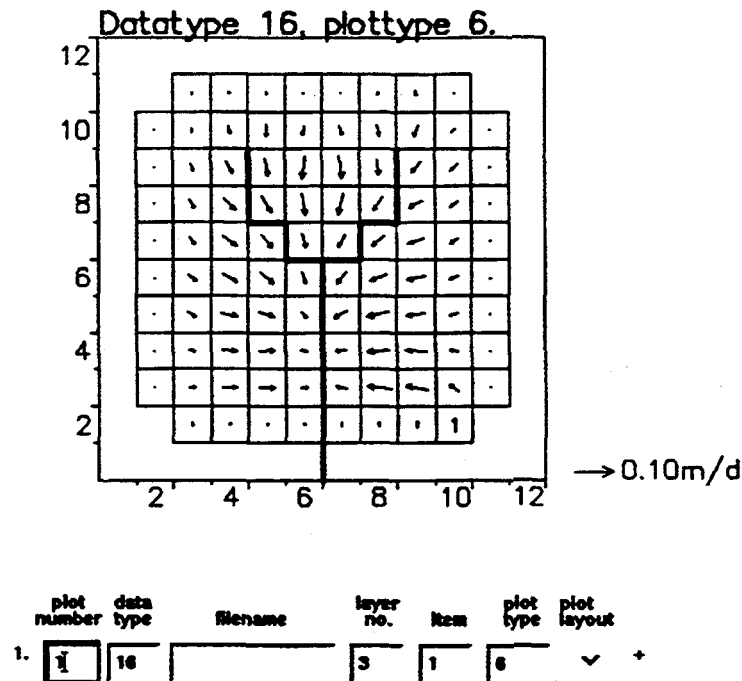 Datatype 16, plottype 6.
12
10
8
6
4
2
1
2 4 6 8 10 12
→0.10m/d
plot number data type filename layer no. item plot type plot layout
1. 1 16 3 1 6 +